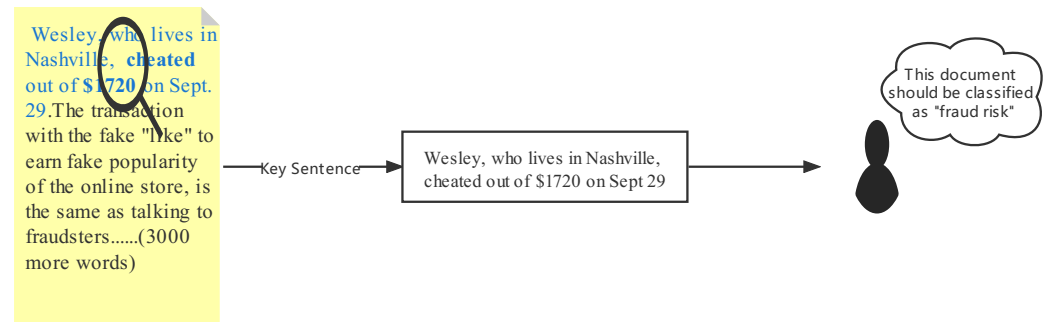 Wesley, who lives in
Nashville, cheated
out of $1720 on Sept.
29.The transaction
with the fake "like" to
earn fake popularity
of the online store, is
the same as talking to
fraudsters......(3000
more words)
Key Sentence
Wesley, who lives in Nashville,
cheated out of $1720 on Sept 29
This document
should be classified
as "fraud risk"